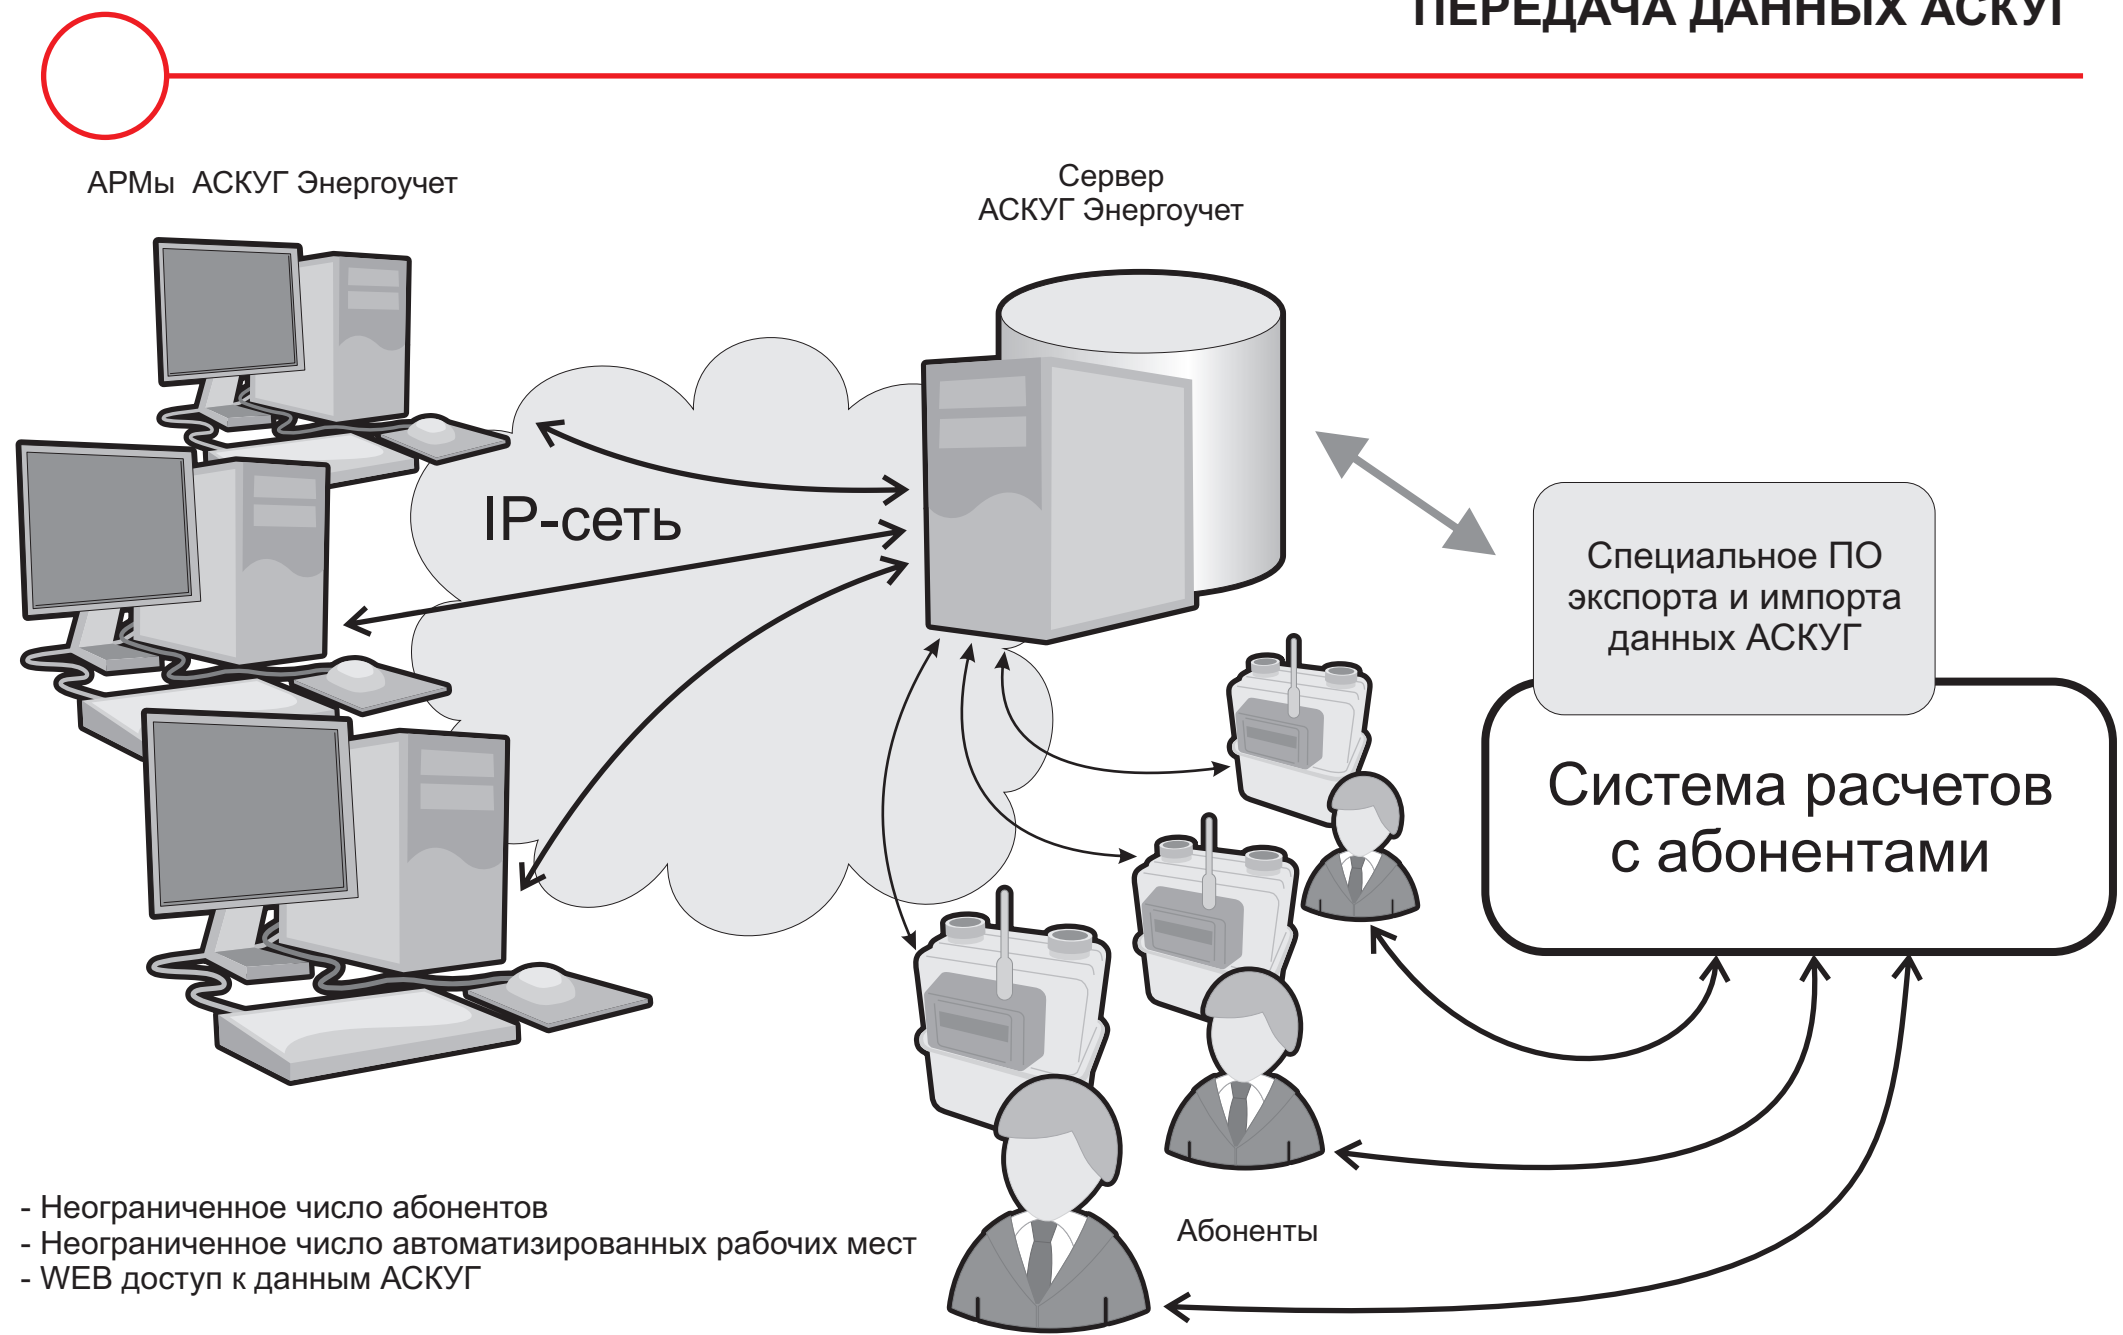 ПЕРЕДАЧА ДАННЫХ АСКУГ
АРМы АСКУГ Энергоучет
Сервер
АСКУГ Энергоучет
IP-сеть
Специальное ПО
экспорта и импорта
данных АСКУГ
Система расчетов
с абонентами
- Неограниченное число абонентов
- Неограниченное число автоматизированных рабочих мест
- WEB доступ к данным АСКУГ
Абоненты